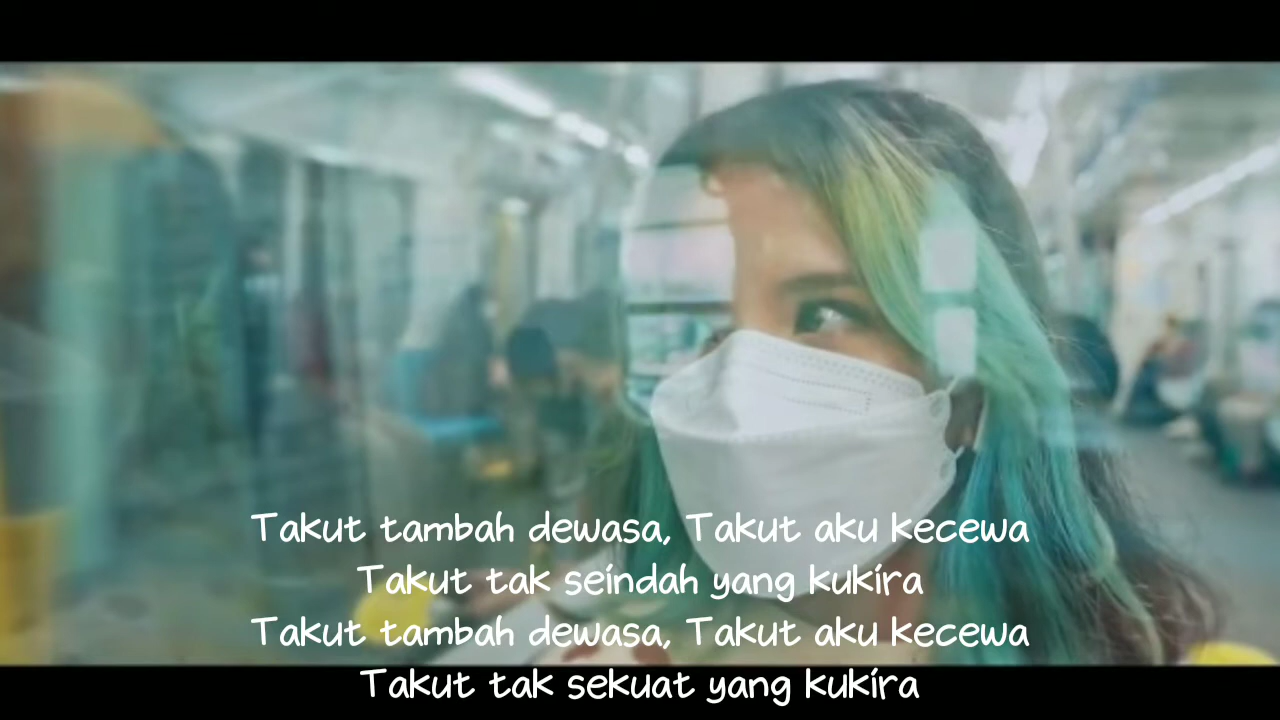 Takut tambah dewasa, Takut aku kecewa
Takut tak seindah yang kukira
Takut tambah dewasa, Takut aku kecewa
Takut tak sekuat yang kukira